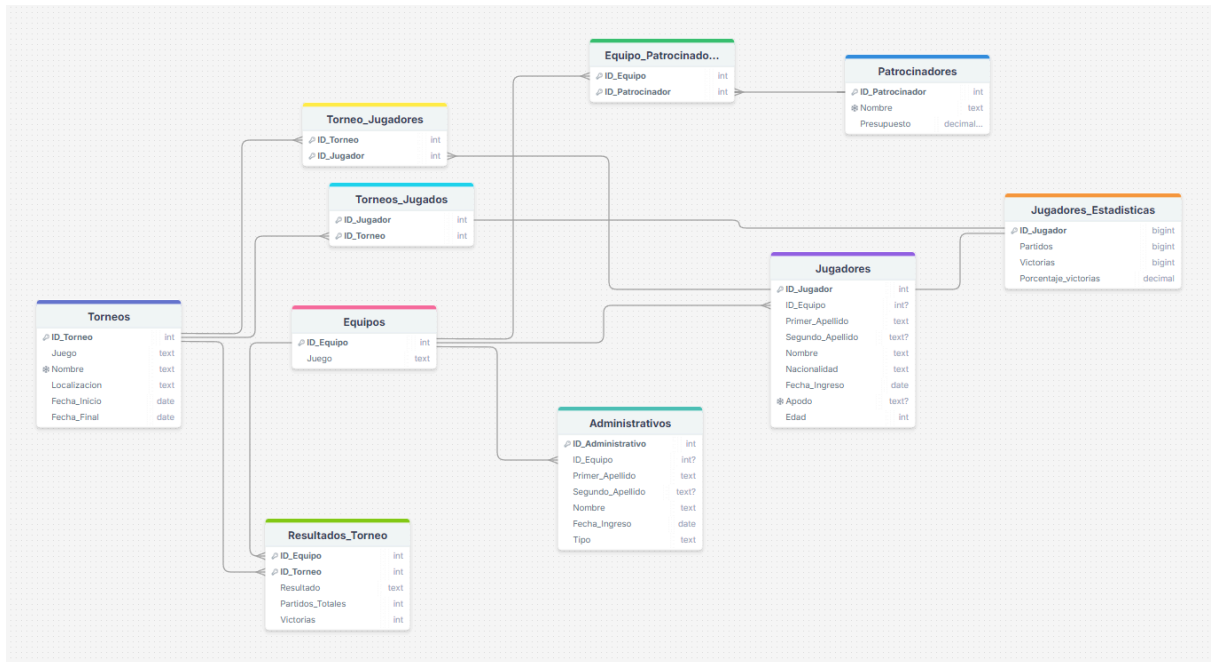 Equipo_Patrocinado...
ID_Equipo int
ID_Patrocinador int
Patrocinadores
ID_Patrocinador int
Nombre text
Presupuesto decimal...
Torneo_Jugadores
ID_Torneo int
ID_Jugador int
Torneos_Jugados
ID_Jugador int
ID_Torneo int
Jugadores_Estadisticas
ID_Jugador bigint
Partidos bigint
Victorias bigint
Porcentaje_victorias decimal
Jugadores
ID_Jugador int
ID_Equipo int?
Primer_Apellido text
Segundo_Apellido text?
Nombre text
Nacionalidad text
Fecha_Ingreso date
Apodo text?
Edad int
Torneos
ID_Torneo int
Juego text
Nombre text
Localizacion text
Fecha_Inicio date
Fecha_Final date
Equipos
ID_Equipo int
Juego text
Administrativos
ID_Administrativo int
ID_Equipo int?
Primer_Apellido text
Segundo_Apellido text?
Nombre text
Fecha_Ingreso date
Tipo text
Resultados_Torneo
ID_Equipo int
ID_Torneo int
Resultado text
Partidos_Totales int
Victorias int